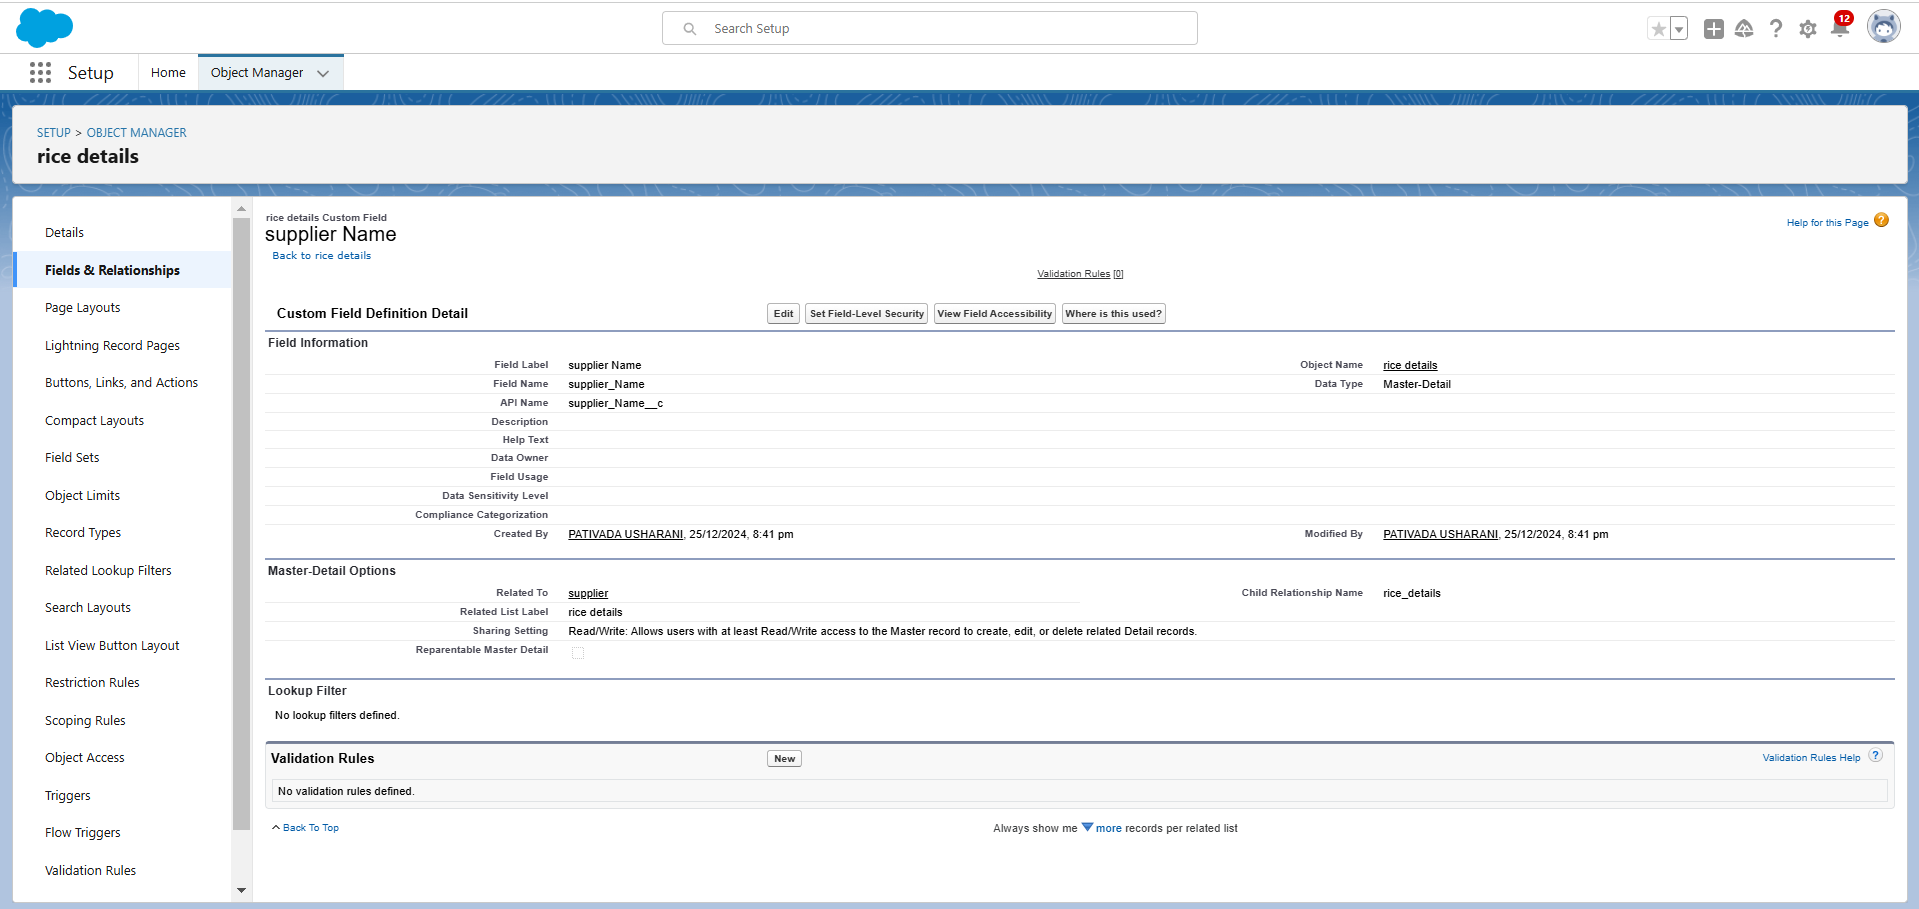 Search Setup
12
Setup
Home
Object Manager
SETUP > OBJECT MANAGER
rice details
Details
Fields & Relationships
Page Layouts
Lightning Record Pages
Buttons, Links, and Actions
Compact Layouts
Field Sets
Object Limits
Record Types
Related Lookup Filters
Search Layouts
List View Button Layout
Restriction Rules
Scoping Rules
Object Access
Triggers
Flow Triggers
Validation Rules
rice details Custom Field
supplier Name
Back to rice details
Help for this Page ?
Validation Rules [0]
Custom Field Definition Detail
Edit Set Field-Level Security View Field Accessibility Where is this used?
Field Information
Field Label supplier Name Object Name rice details
Field Name supplier_Name Data Type Master-Detail
API Name supplier_Name__c
Description
Help Text
Data Owner
Field Usage
Data Sensitivity Level
Compliance Categorization
Created By PATIVADA USHARANI, 25/12/2024, 8:41 pm Modified By PATIVADA USHARANI, 25/12/2024, 8:41 pm
Master-Detail Options
Related To supplier Child Relationship Name rice_details
Related List Label rice details
Sharing Setting Read/Write: Allows users with at least Read/Write access to the Master record to create, edit, or delete related Detail records.
Reparentable Master Detail
Lookup Filter
No lookup filters defined.
Validation Rules New Validation Rules Help ?
No validation rules defined.
Back To Top Always show me more records per related list